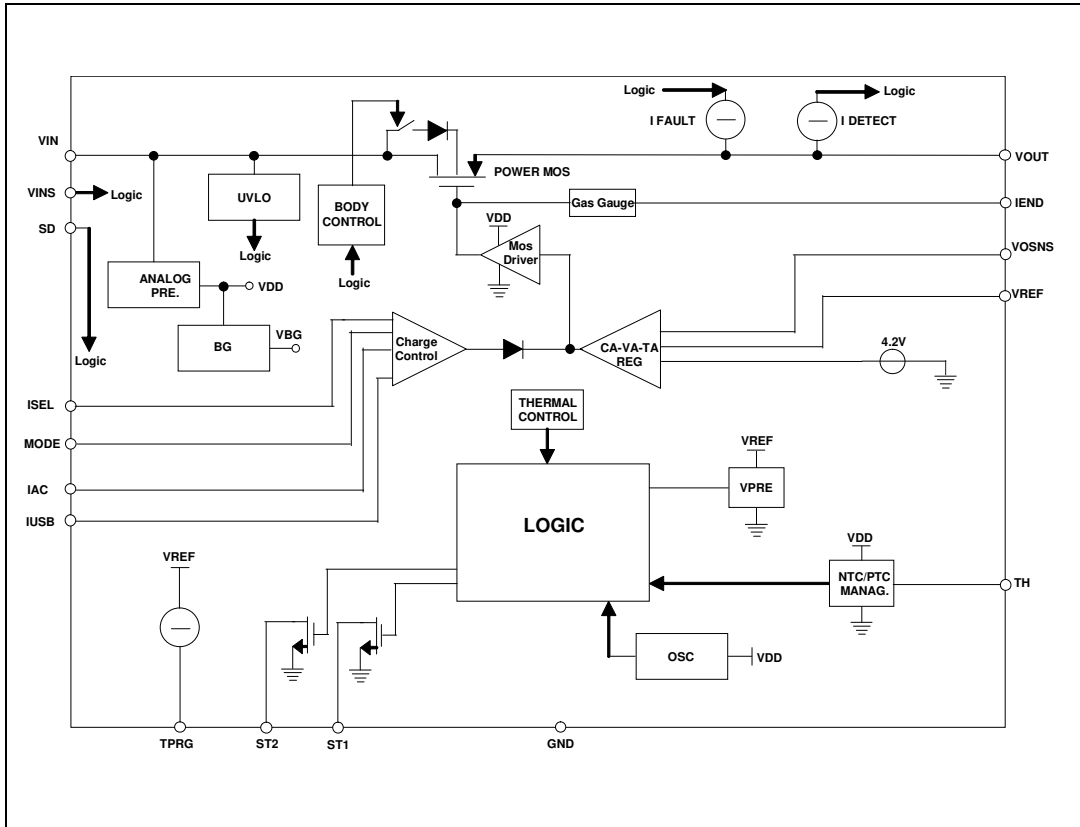 Logic
Logic
I FAULT
I DETECT
VIN
VOUT
POWER MOS
VINS
Logic
UVLO
BODY
CONTROL
Gas Gauge
IEND
SD
VDD
Mos
Driver
VOSNS
Logic
ANALOG
PRE.
VDD
Logic
VREF
BG
VBG
Charge
Control
CA-VA-TA
REG
4.2V
Logic
ISEL
THERMAL
CONTROL
MODE
VREF
IAC
LOGIC
VPRE
IUSB
VREF
VDD
NTC/PTC
MANAG.
TH
OSC
VDD
TPRG
ST2
ST1
GND